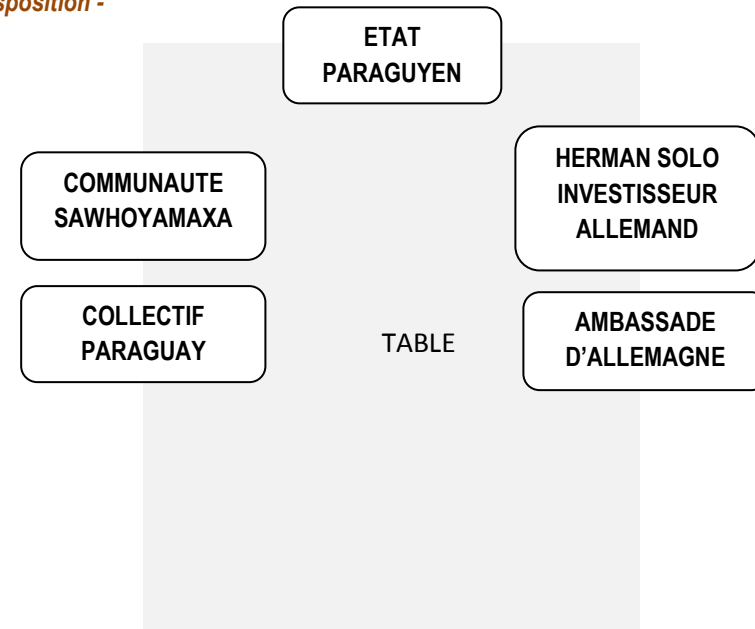 sposition -
ETAT
PARAGUYEN
COMMUNAUTE
SAWHOYAMAXA
HERMAN SOLO
INVESTISSEUR
ALLEMAND
COLLECTIF
PARAGUAY
TABLE
AMBASSADE
D’ALLEMAGNE